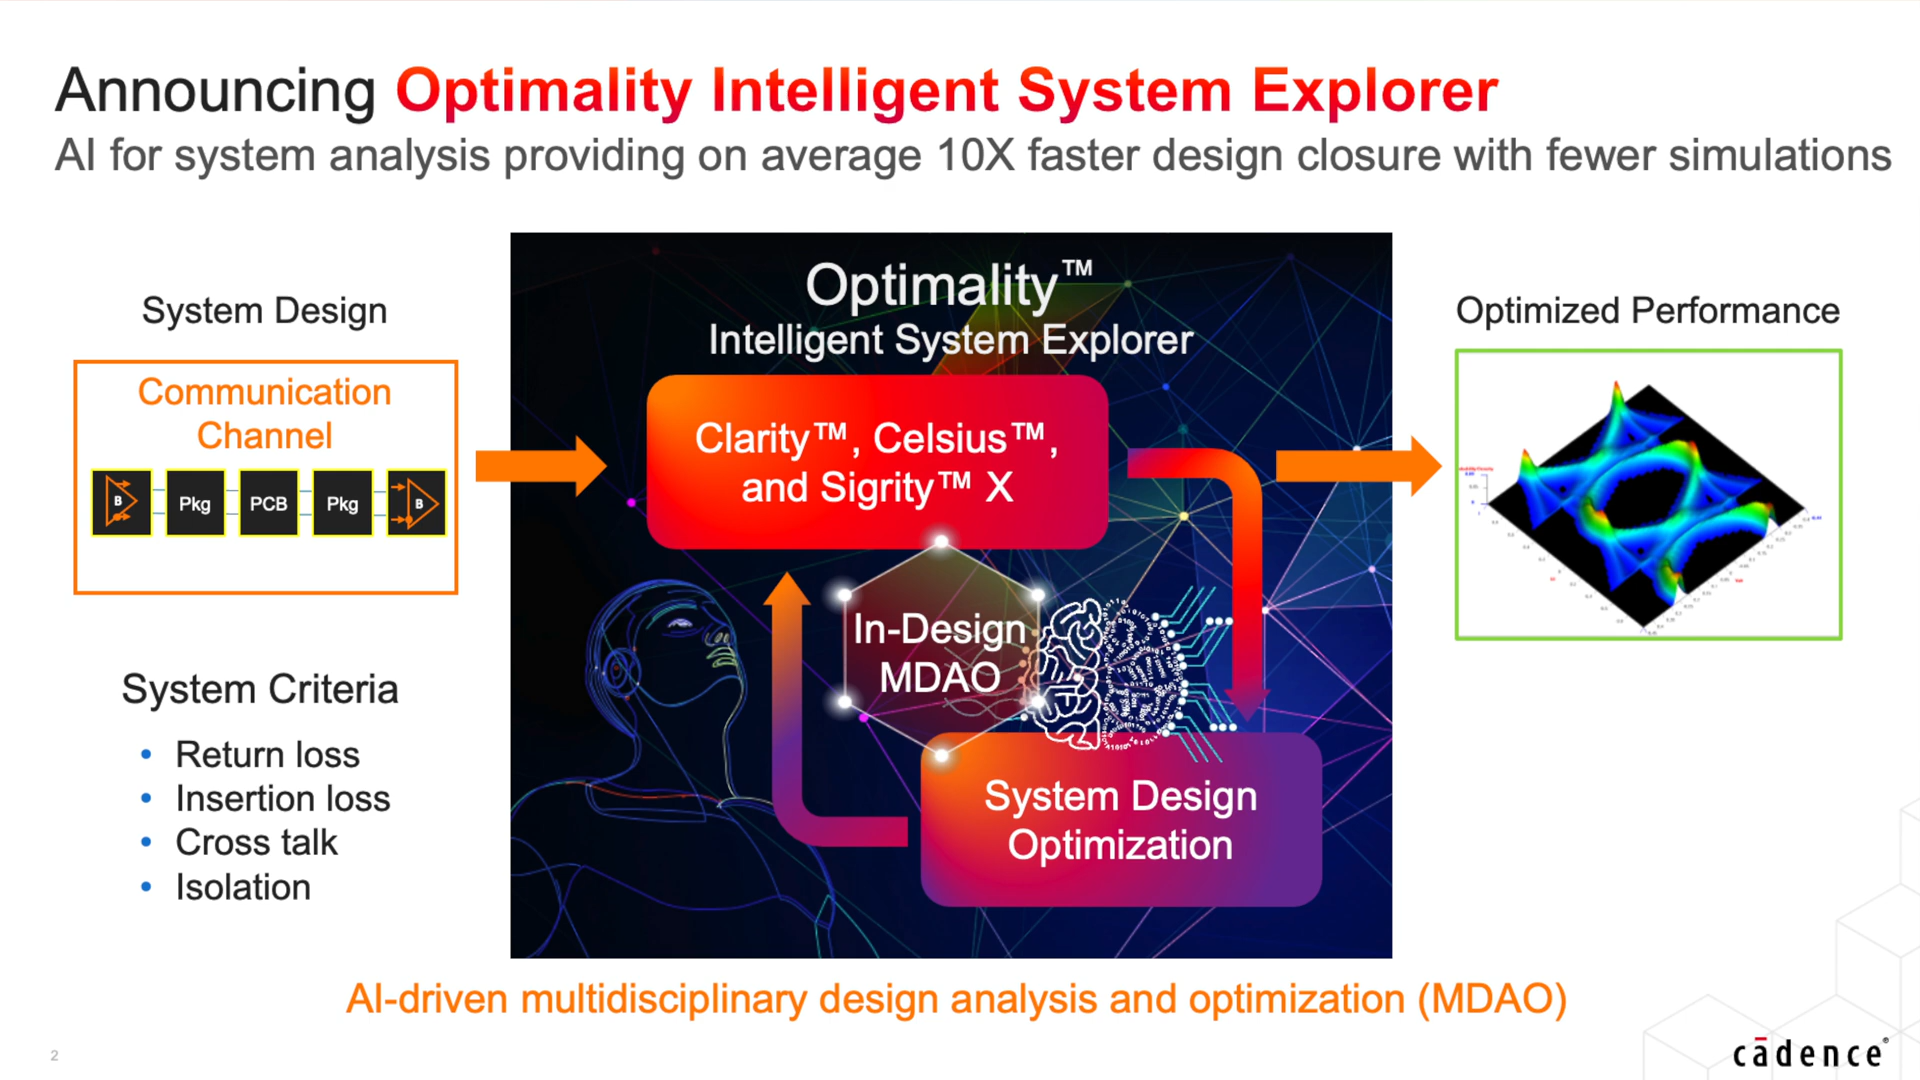 Announcing Optimality Intelligent System Explorer
AI for system analysis providing on average 10X faster design closure with fewer simulations
System Design
Communication
Channel
B
Pkg
PCB
Pkg
B
System Criteria
• Return loss
• Insertion loss
• Cross talk
• Isolation
Optimality™
Intelligent System Explorer
Clarity™, Celsius™,
and Sigrity™ X
In-Design
MDAO
System Design
Optimization
Optimized Performance
AI-driven multidisciplinary design analysis and optimization (MDAO)
2
cādence®